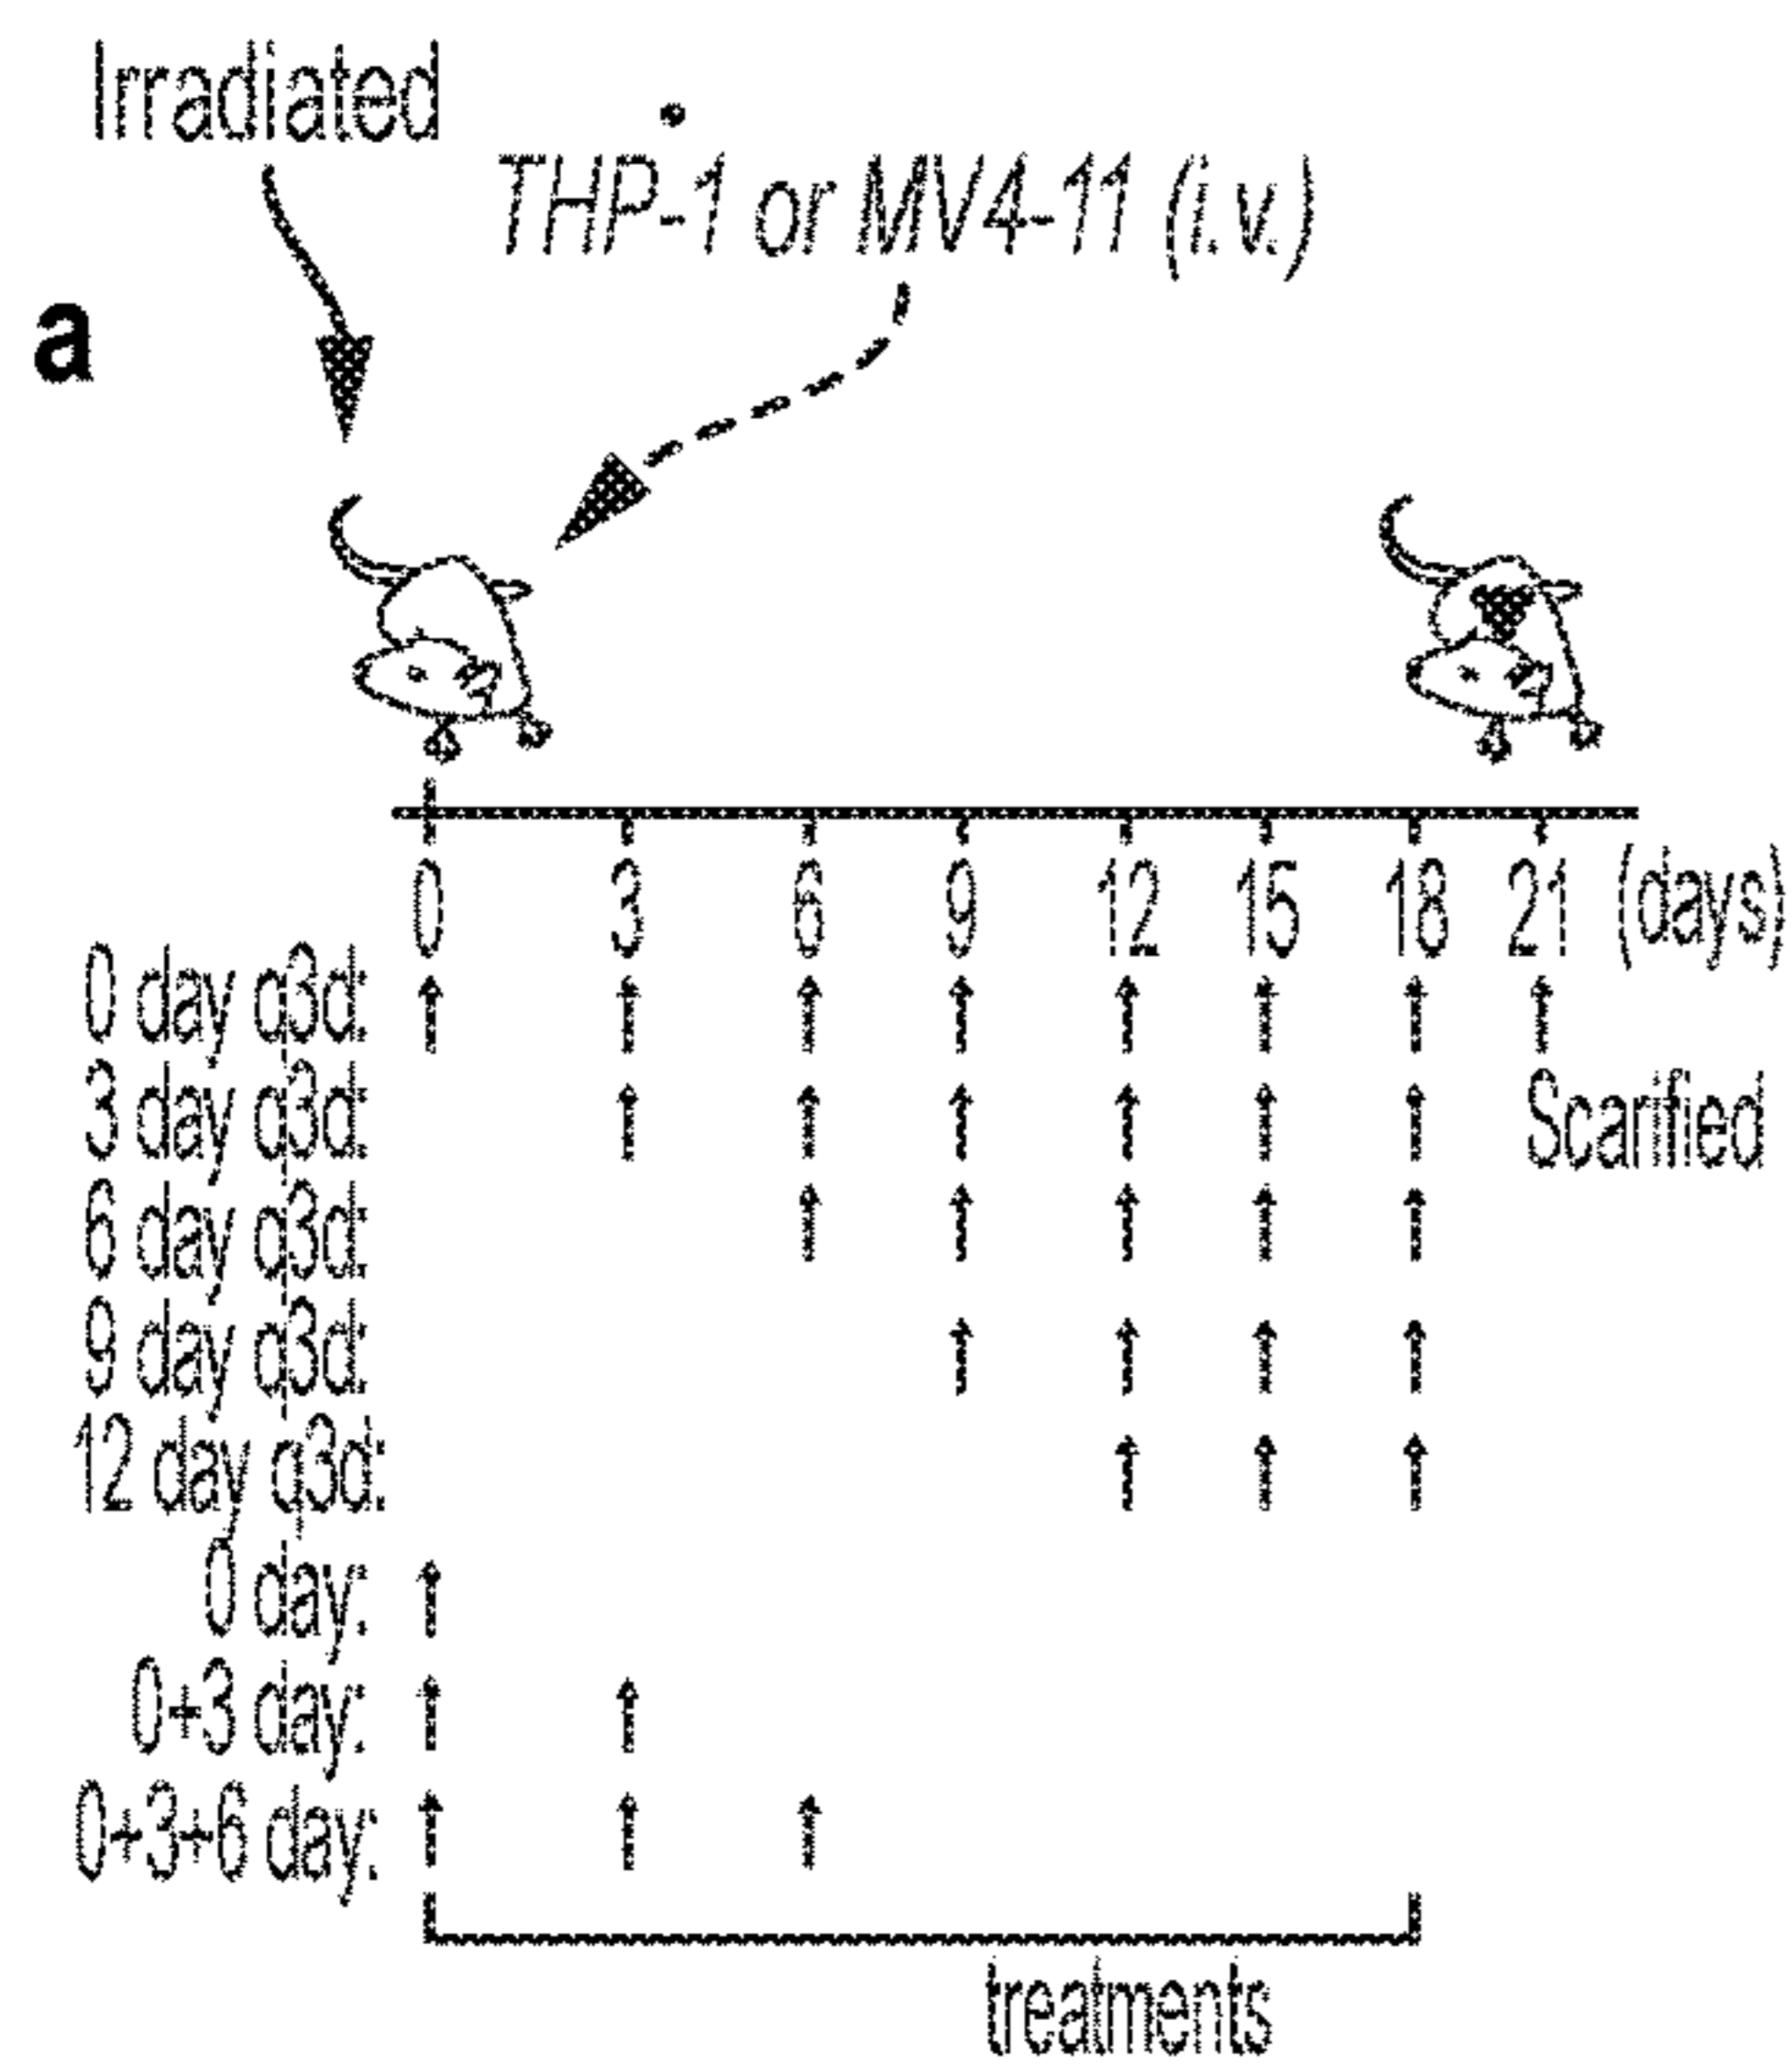 Irradiated
THP-1 or MV4-11 (i.v.)
a
0 3 6 9 12 15 18 21 (days)
0 day q3d:
3 day q3d:
Scarified
6 day q3d:
9 day q3d:
12 day q3d:
0 day:
0+3 day:
0+3+6 day:
treatments